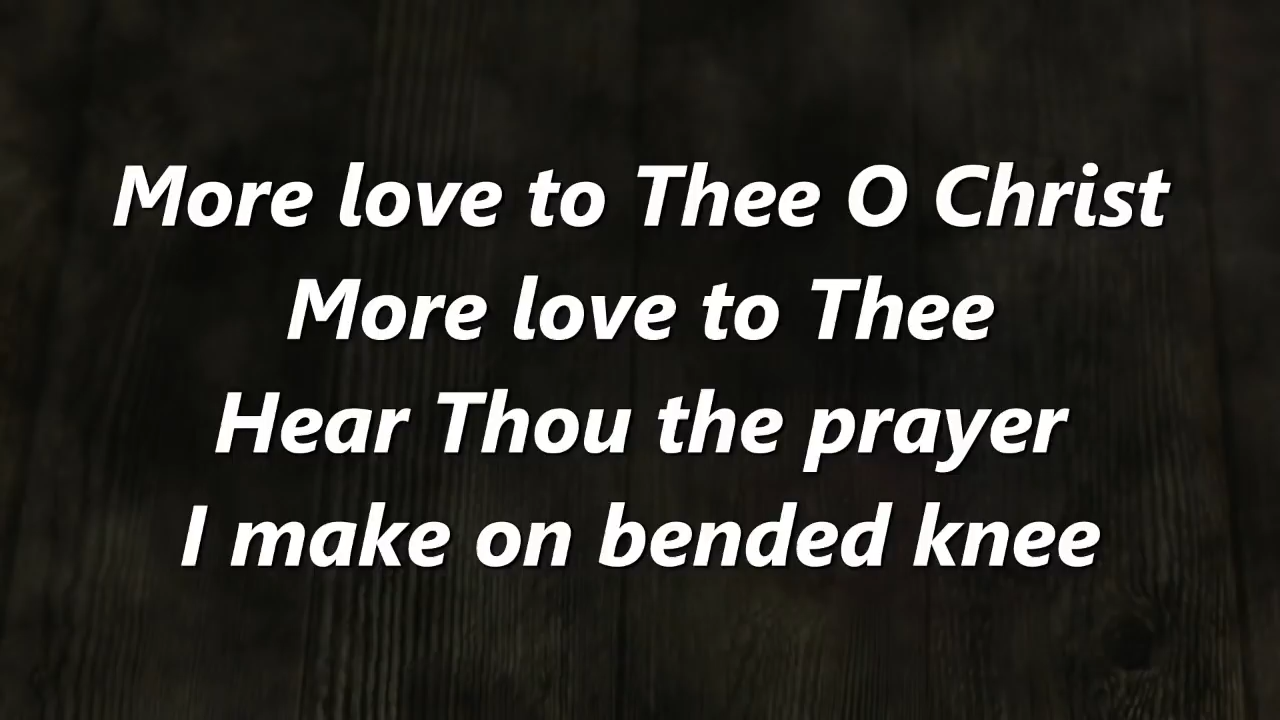 More love to Thee O Christ
More love to Thee
Hear Thou the prayer
I make on bended knee